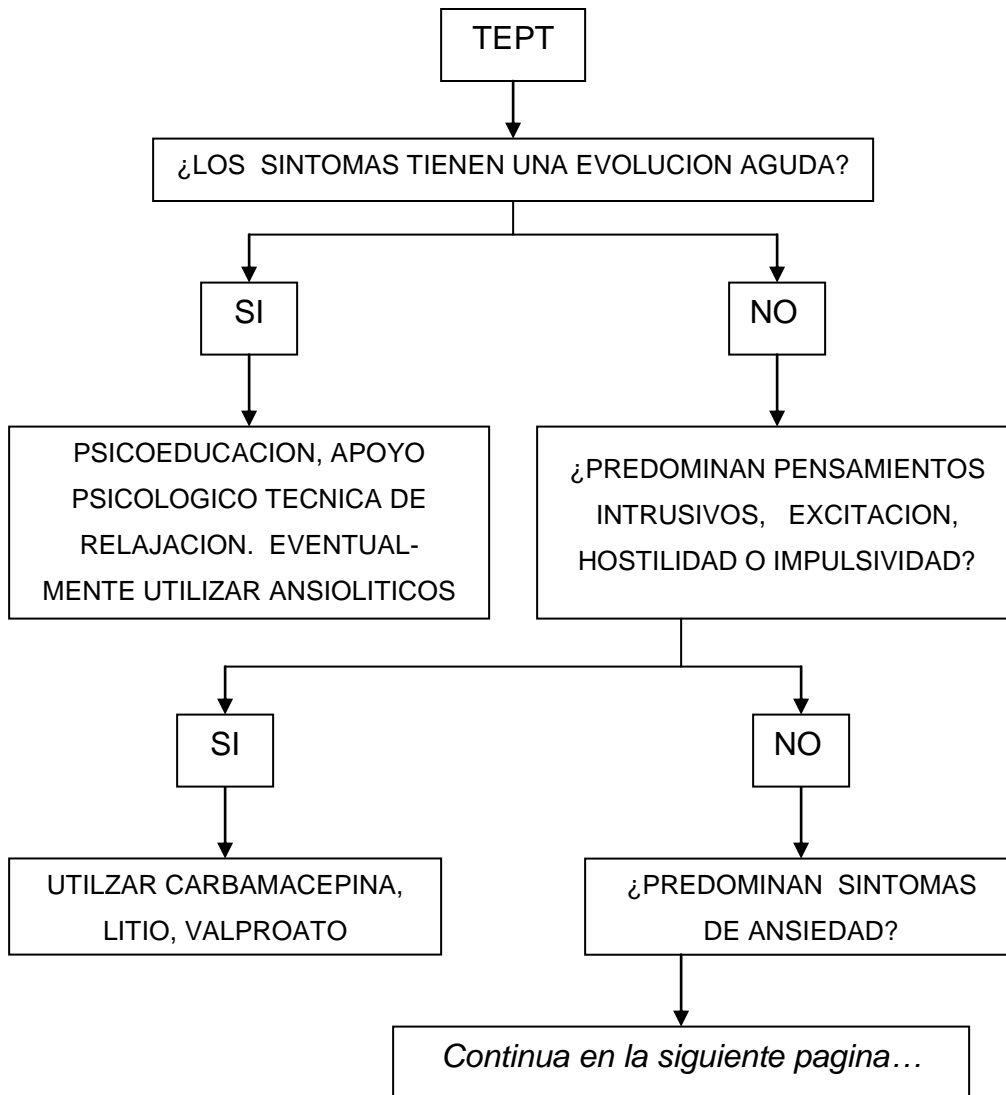 TEPT
¿LOS SINTOMAS TIENEN UNA EVOLUCION AGUDA?
SI
NO
PSICOEDUCACION, APOYO
PSICOLOGICO TECNICA DE
RELAJACION. EVENTUAL-
MENTE UTILIZAR ANSIOLITICOS
¿PREDOMINAN PENSAMIENTOS
INTRUSIVOS, EXCITACION,
HOSTILIDAD O IMPULSIVIDAD?
SI
NO
UTILZAR CARBAMACEPINA,
LITIO, VALPROATO
¿PREDOMINAN SINTOMAS
DE ANSIEDAD?
Continua en la siguiente pagina…